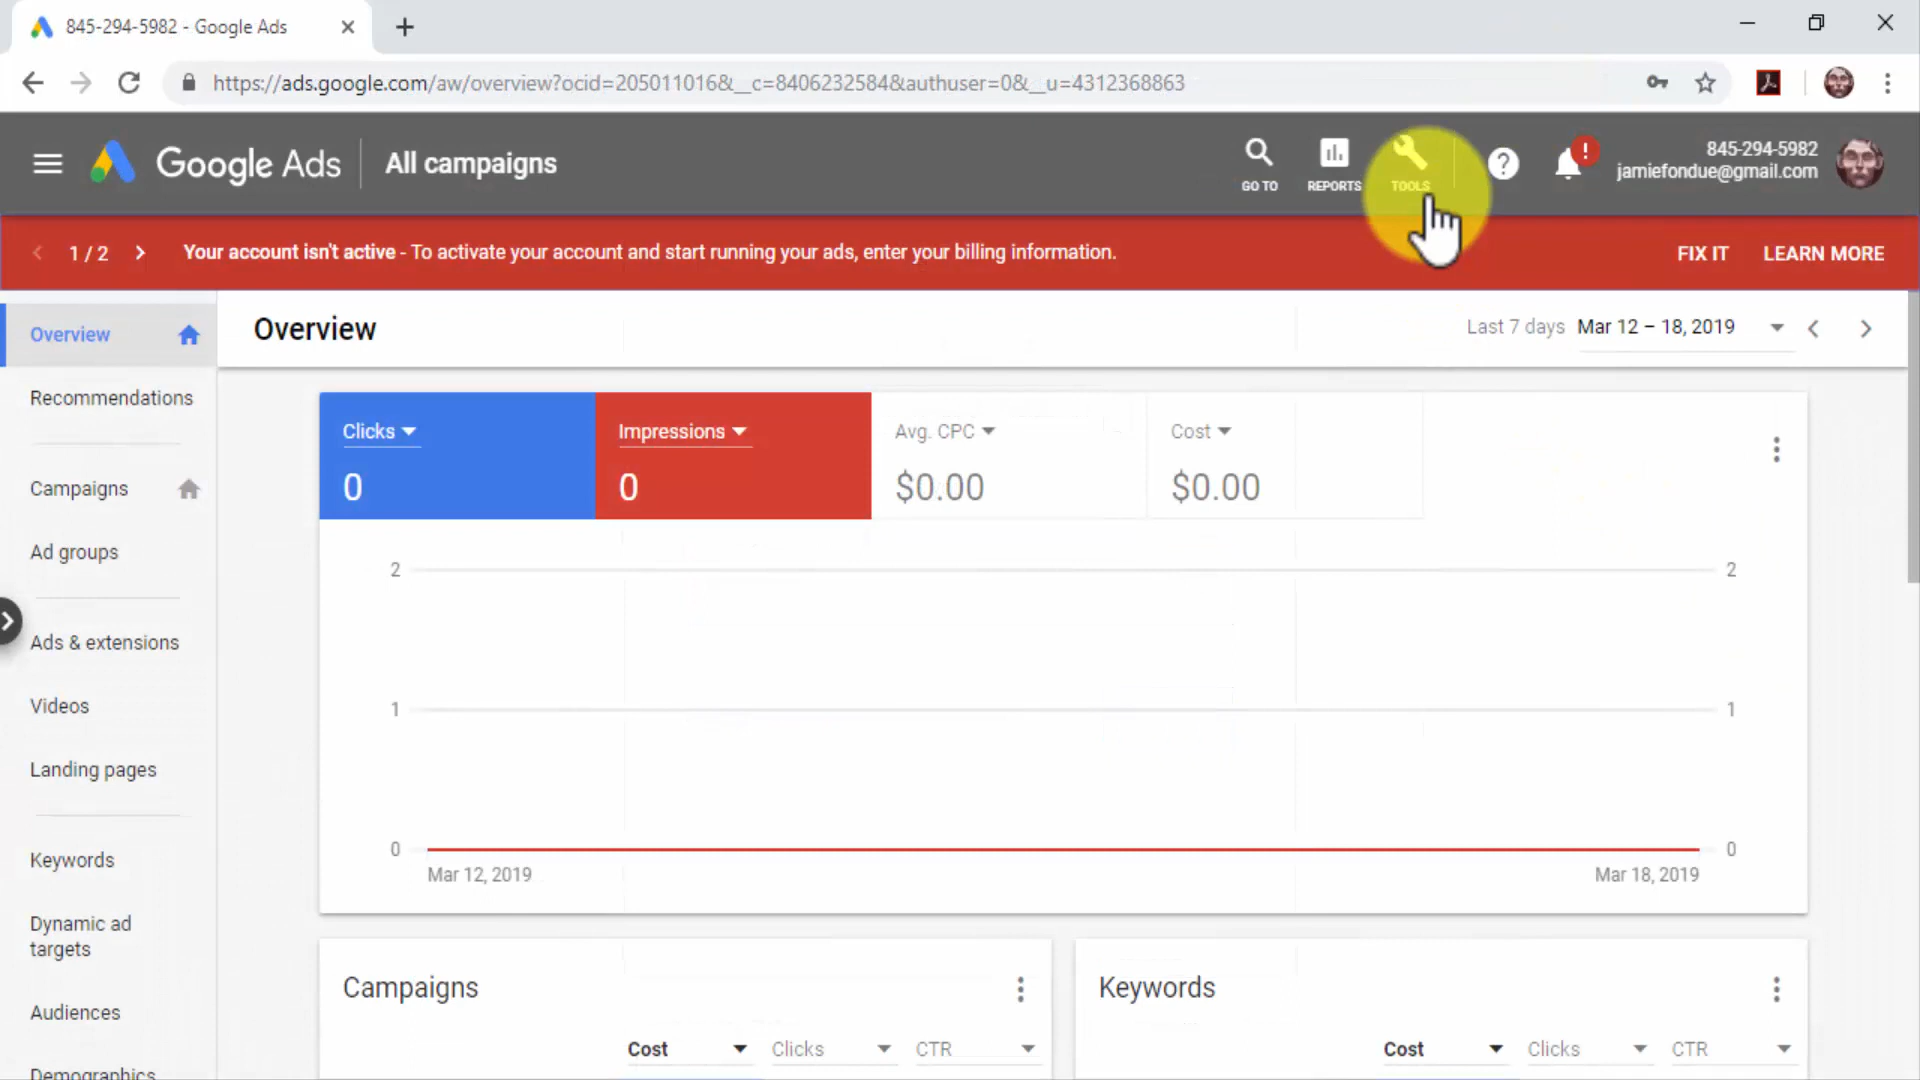 845-294-5982 - Google Ads
https://ads.google.com/aw/overview?ocid=205011016&__c=8406232584&authuser=0&__u=4312368863
Google Ads
All campaigns
GO TO
REPORTS
TOOLS
?
!
845-294-5982
jamiefondue@gmail.com
1 / 2
Your account isn't active - To activate your account and start running your ads, enter your billing information.
FIX IT
LEARN MORE
Overview
Recommendations
Campaigns
Ad groups
Ads & extensions
Videos
Landing pages
Keywords
Dynamic ad
targets
Audiences
Demographics
Overview
Last 7 days Mar 12 – 18, 2019
Clicks
0
Impressions
0
Avg. CPC
$0.00
Cost
$0.00
2 2
1 1
0 0
Mar 12, 2019
Mar 18, 2019
Campaigns
Cost Clicks CTR
Keywords
Cost Clicks CTR